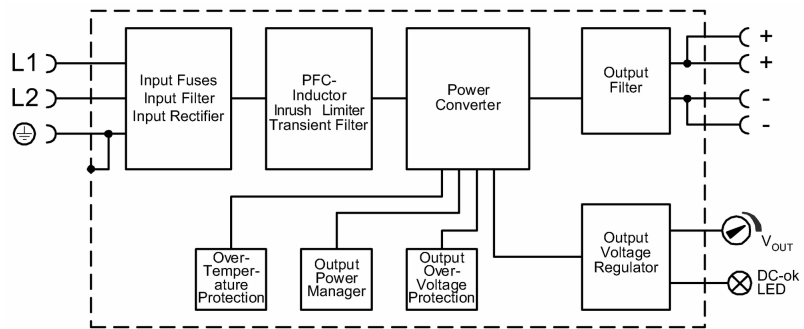 L1
L2
Input Fuses
Input Filter
Input Rectifier
PFC-
Inductor
Inrush Limiter
Transient Filter
Power
Converter
Output
Filter
+
+
-
-
Over-
Temper-
ature
Protection
Output
Power
Manager
Output
Over-
Voltage
Protection
Output
Voltage
Regulator
VOUT
DC-ok
LED